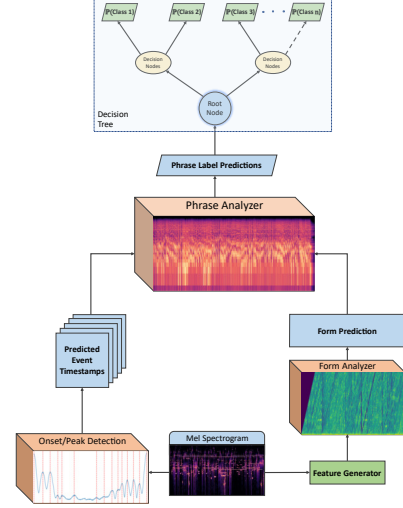 ℙ(Class 1) ℙ(Class 2) ℙ(Class 3) · · · ℙ(Class n)
Decision
Nodes
Decision
Nodes
Root
Node
Decision
Tree
Phrase Label Predictions
Phrase Analyzer
Predicted
Event
Timestamps
Form Prediction
Form Analyzer
Onset/Peak Detection
Mel Spectrogram
Feature Generator